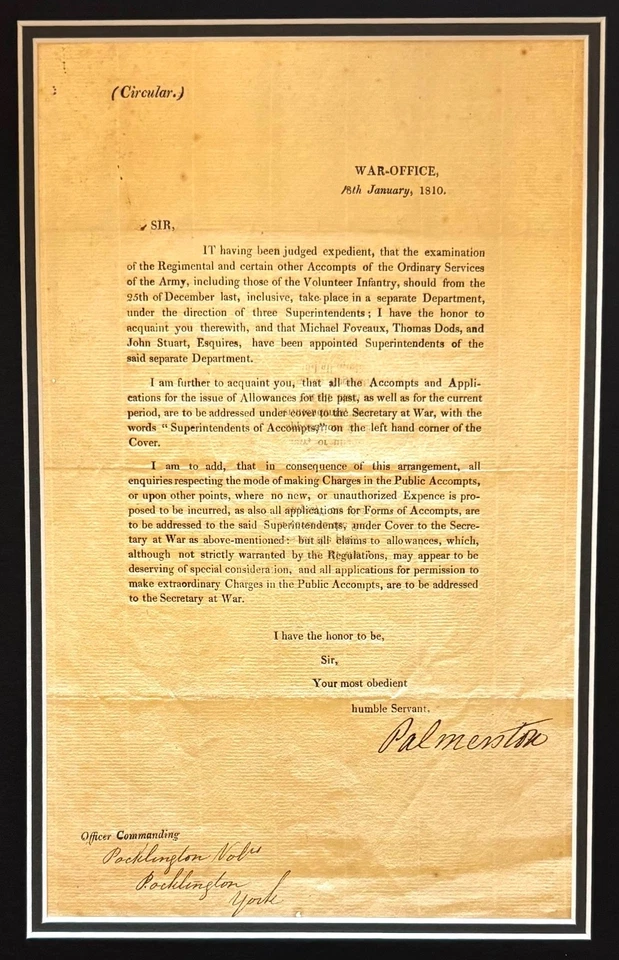 (Circular.)
WAR-OFFICE,
18th January, 1810.
SIR,
IT having been judged expedient, that the examination
of the Regimental and certain other Accompts of the Ordinary Services
of the Army, including those of the Volunteer Infantry, should from the
25th of December last, inclusive, take place in a separate Department,
under the direction of three Superintendents; I have the honor to
acquaint you therewith, and that Michael Foveaux, Thomas Dods, and
John Stuart, Esquires, have been appointed Superintendents of the
said separate Department.
I am further to acquaint you, that all the Accompts and Appli-
cations for the issue of Allowances for the past, as well as for the current
period, are to be addressed under cover to the Secretary at War, with the
words "Superintendents of Accompts," on the left hand corner of the
Cover.
I am to add, that in consequence of this arrangement, all
enquiries respecting the mode of making Charges in the Public Accompts,
or upon other points, where no new, or unauthorized Expence is pro-
posed to be incurred, as also all applications for Forms of Accompts, are
to be addressed to the said Superintendents, under Cover to the Secre-
tary at War as above-mentioned: but all claims to allowances, which,
although not strictly warranted by the Regulations, may appear to be
deserving of special considera ion, and all applications for permission to
make extraordinary Charges in the Public Accompts, are to be addressed
to the Secretary at War.
I have the honor to be,
Sir,
Your most obedient
humble Servant.
Palmerston
Officer Commanding
Pocklington Volrs
Pocklington
York